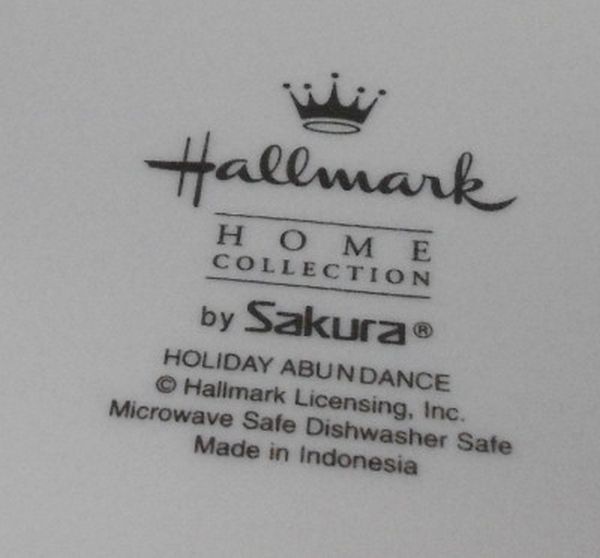 Hallmark
HOME
COLLECTION
by Sakura®
HOLIDAY ABUNDANCE
© Hallmark Licensing, Inc.
Microwave Safe Dishwasher Safe
Made in Indonesia